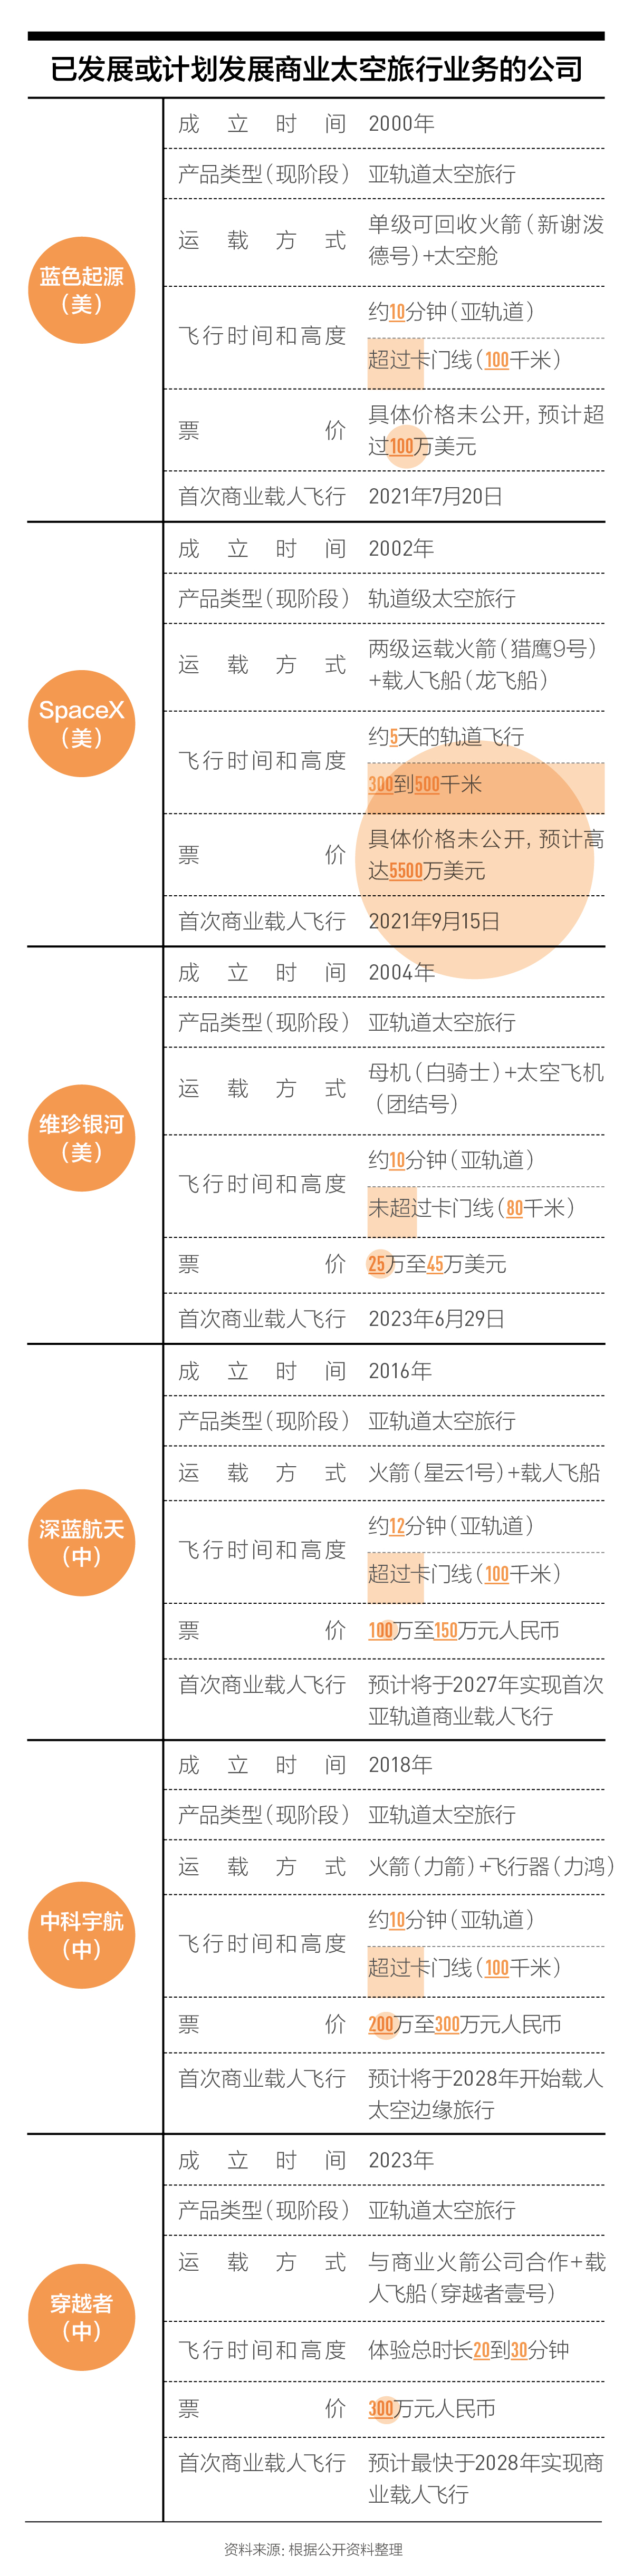 已发展或计划发展商业太空旅行业务的公司
蓝色起源
（美）
成立时间 2000年
产品类型（现阶段） 亚轨道太空旅行
运载方式 单级可回收火箭（新谢泼
德号）+太空舱
飞行时间和高度 约10分钟（亚轨道）
超过卡门线（100千米）
票价 具体价格未公开，预计超
过100万美元
首次商业载人飞行 2021年7月20日
SpaceX
（美）
成立时间 2002年
产品类型（现阶段） 轨道级太空旅行
运载方式 两级运载火箭（猎鹰9号）
+载人飞船（龙飞船）
飞行时间和高度 约5天的轨道飞行
300到500千米
票价 具体价格未公开，预计高
达5500万美元
首次商业载人飞行 2021年9月15日
维珍银河
（美）
成立时间 2004年
产品类型（现阶段） 亚轨道太空旅行
运载方式 母机（白骑士）+太空飞机
（团结号）
飞行时间和高度 约10分钟（亚轨道）
未超过卡门线（80千米）
票价 25万至45万美元
首次商业载人飞行 2023年6月29日
深蓝航天
（中）
成立时间 2016年
产品类型（现阶段） 亚轨道太空旅行
运载方式 火箭（星云1号）+载人飞船
飞行时间和高度 约12分钟（亚轨道）
超过卡门线（100千米）
票价 100万至150万元人民币
首次商业载人飞行 预计将于2027年实现首次
亚轨道商业载人飞行
中科宇航
（中）
成立时间 2018年
产品类型（现阶段） 亚轨道太空旅行
运载方式 火箭（力箭）+飞行器（力鸿）
飞行时间和高度 约10分钟（亚轨道）
超过卡门线（100千米）
票价 200万至300万元人民币
首次商业载人飞行 预计将于2028年开始载人
太空边缘旅行
穿越者
（中）
成立时间 2023年
产品类型（现阶段） 亚轨道太空旅行
运载方式 与商业火箭公司合作+载
人飞船（穿越者壹号）
飞行时间和高度 体验总时长20到30分钟
票价 300万元人民币
首次商业载人飞行 预计最快于2028年实现商
业载人飞行
资料来源：根据公开资料整理